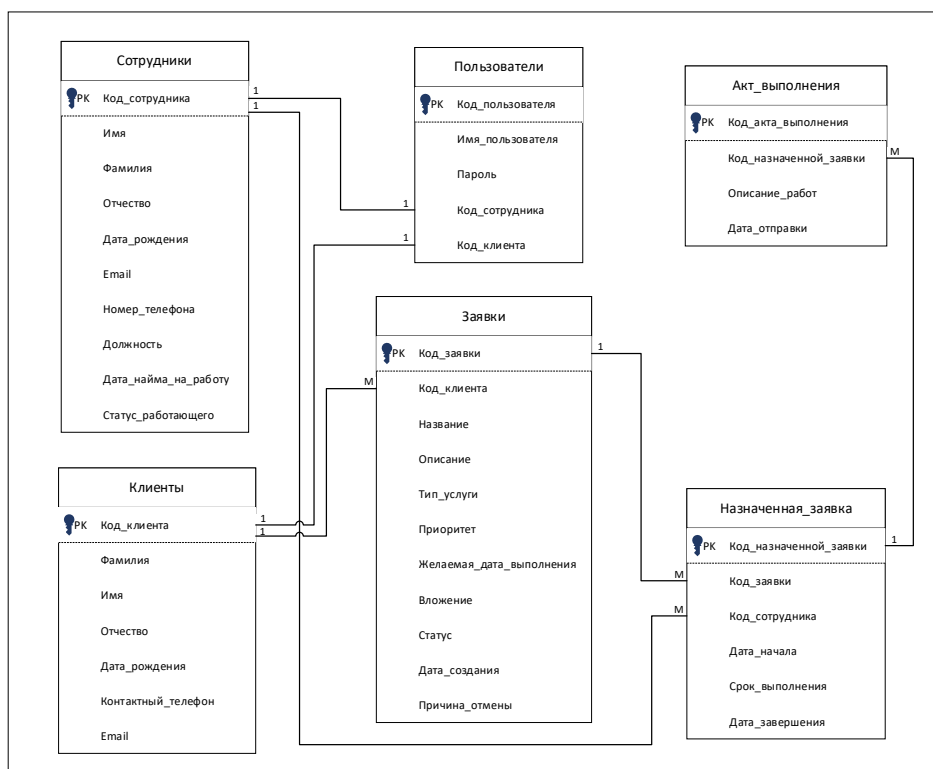 Сотрудники
PK Код_сотрудника
Имя
Фамилия
Отчество
Дата_рождения
Email
Номер_телефона
Должность
Дата_найма_на_работу
Статус_работающего
1
1
Пользователи
PK Код_пользователя
Имя_пользователя
Пароль
1 Код_сотрудника
1 Код_клиента
Акт_выполнения
PK Код_акта_выполнения
Код_назначенной_заявки
Описание_работ
Дата_отправки
М
Заявки
PK Код_заявки
1
М Код_клиента
Название
Описание
Тип_услуги
Приоритет
Желаемая_дата_выполнения
Вложение
Статус
Дата_создания
Причина_отмены
Клиенты
PK Код_клиента
Фамилия
Имя
Отчество
Дата_рождения
Контактный_телефон
Email
1
1
Назначенная_заявка
PK Код_назначенной_заявки
1
М Код_заявки
М Код_сотрудника
Дата_начала
Срок_выполнения
Дата_завершения